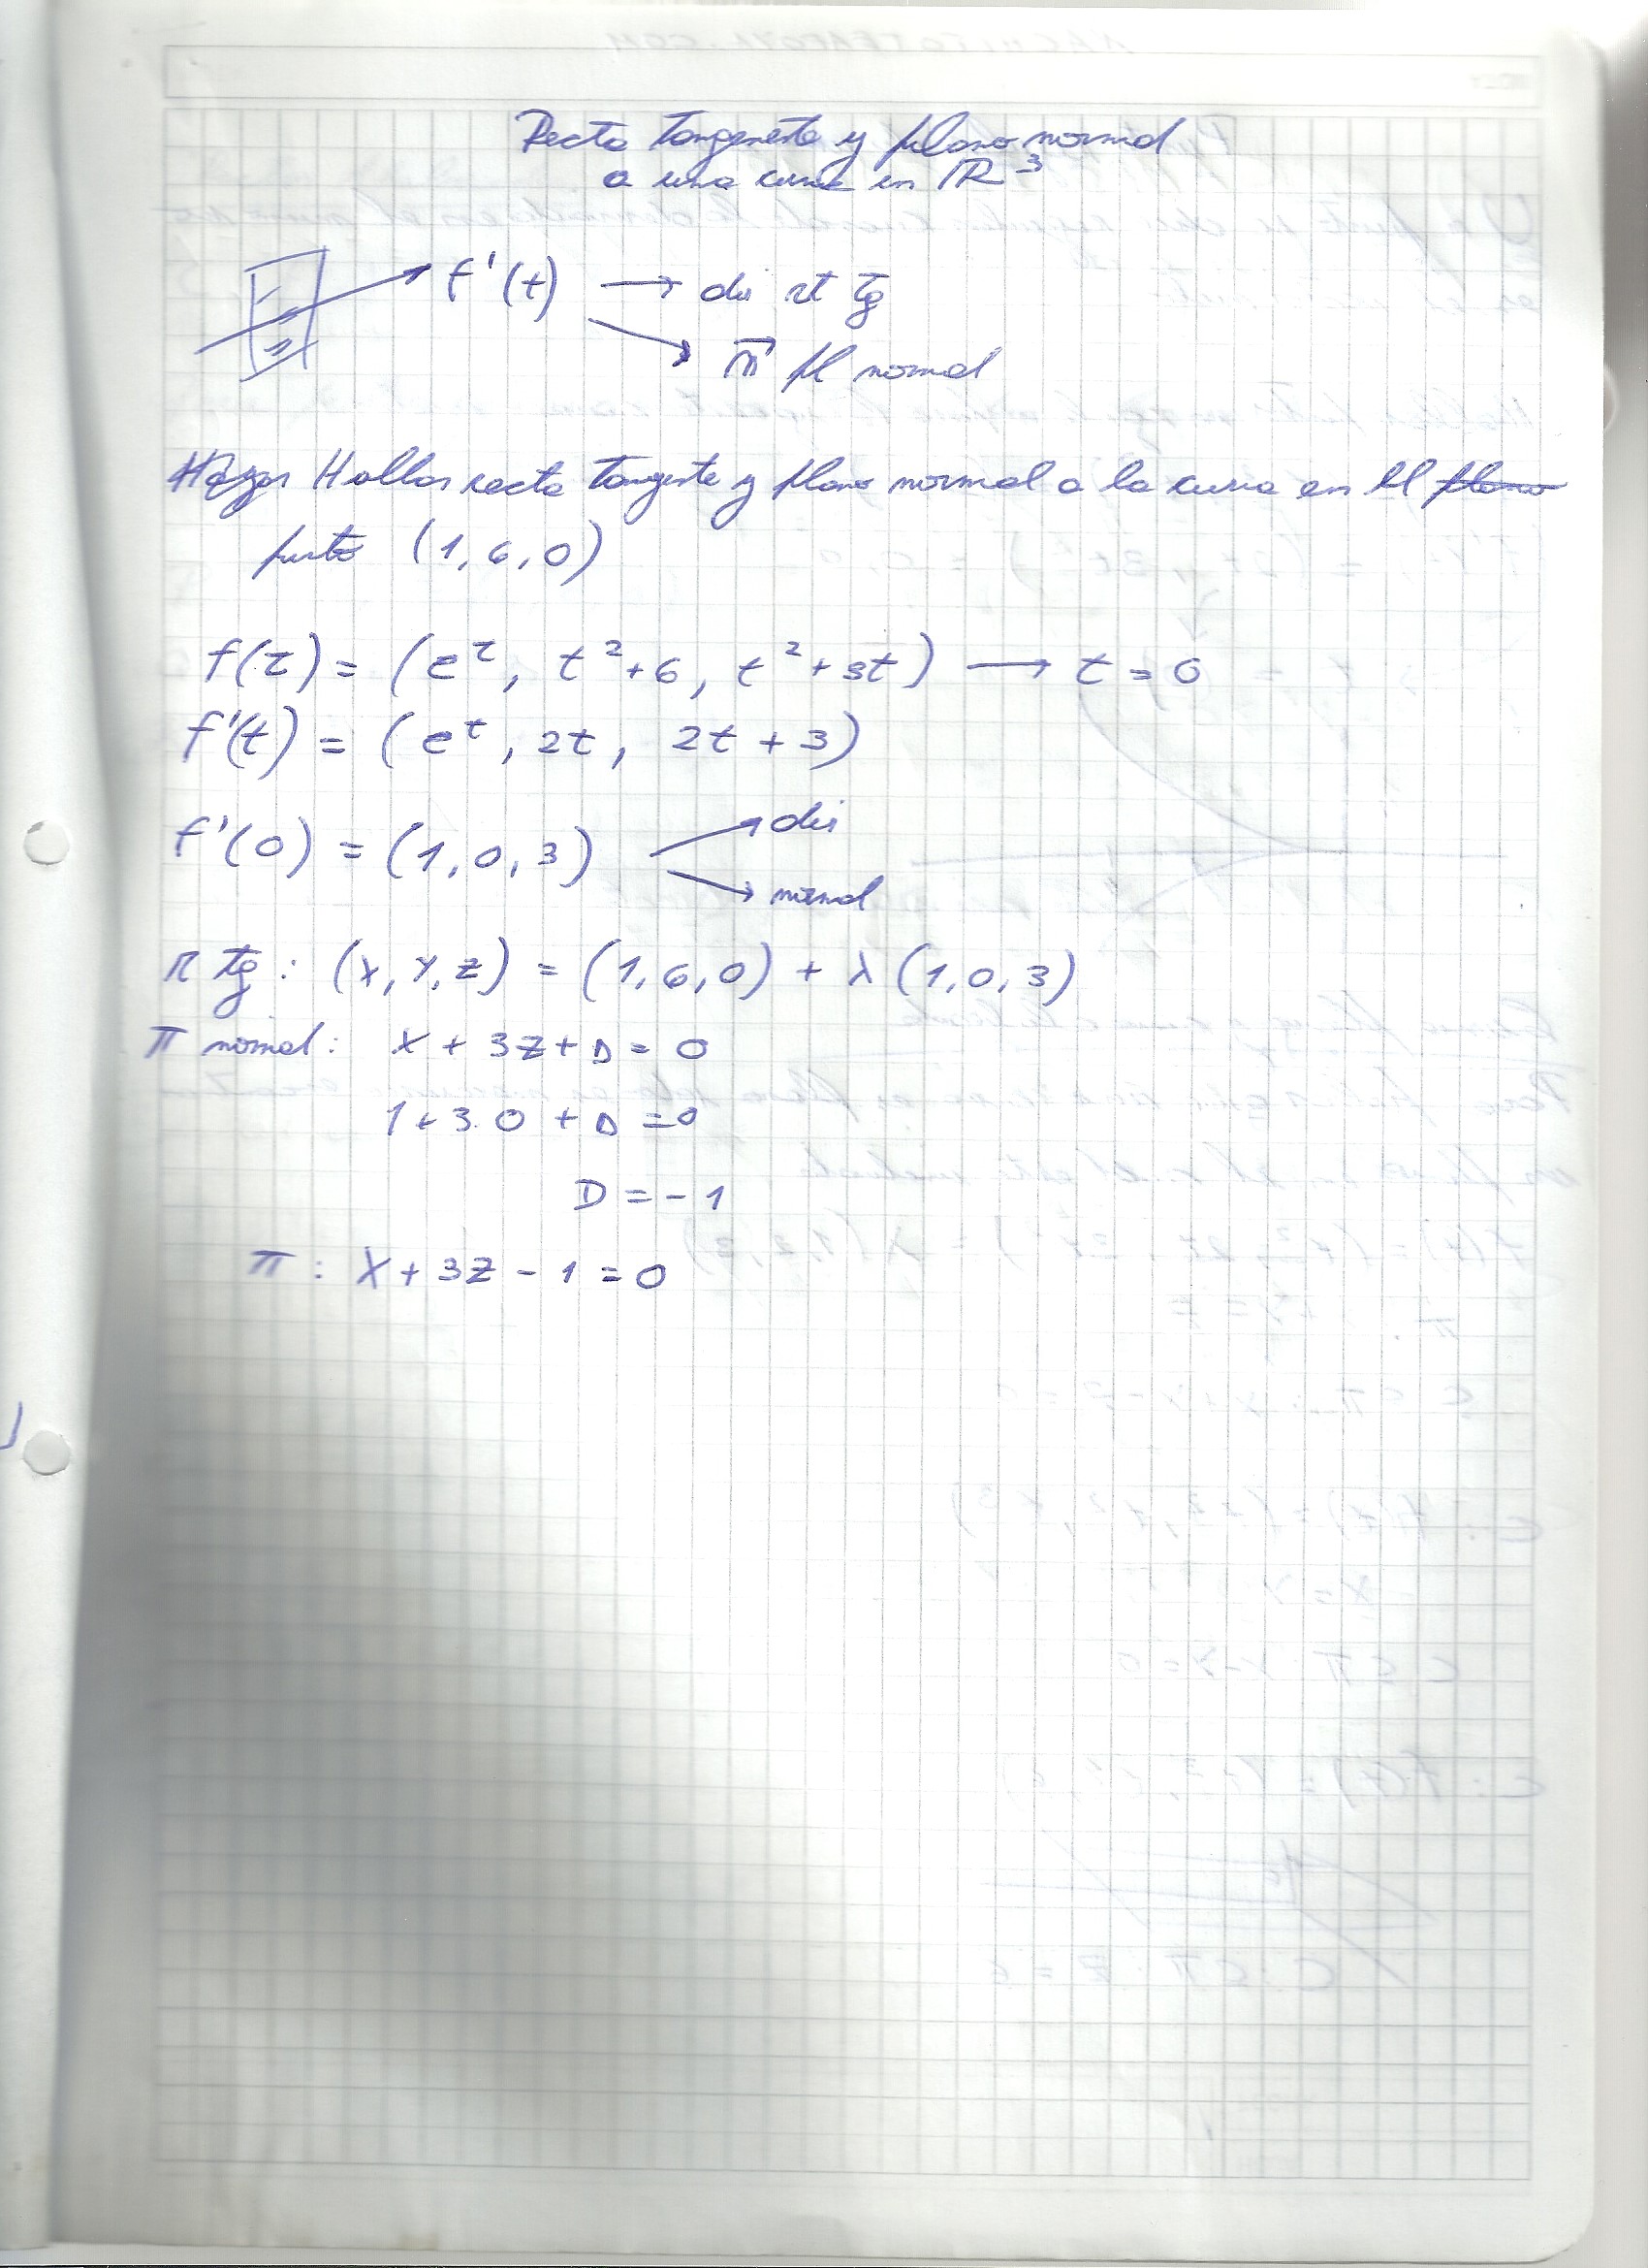 Recta tangente y plano normal
a una curva en IR³
f'(t) → dir rt tg
→ n⃗ pl normal
Hallar recta tangente y plano normal a la curva en el plano
punto (1, 6, 0)
f(t) = (e^t, t²+6, t²+3t) → t = 0
f'(t) = (e^t, 2t, 2t + 3)
f'(0) = (1, 0, 3) → dir
→ normal
r tg: (x, y, z) = (1, 6, 0) + λ (1, 0, 3)
π normal: x + 3z + D = 0
1 + 3.0 + D = 0
D = -1
π: x + 3z - 1 = 0